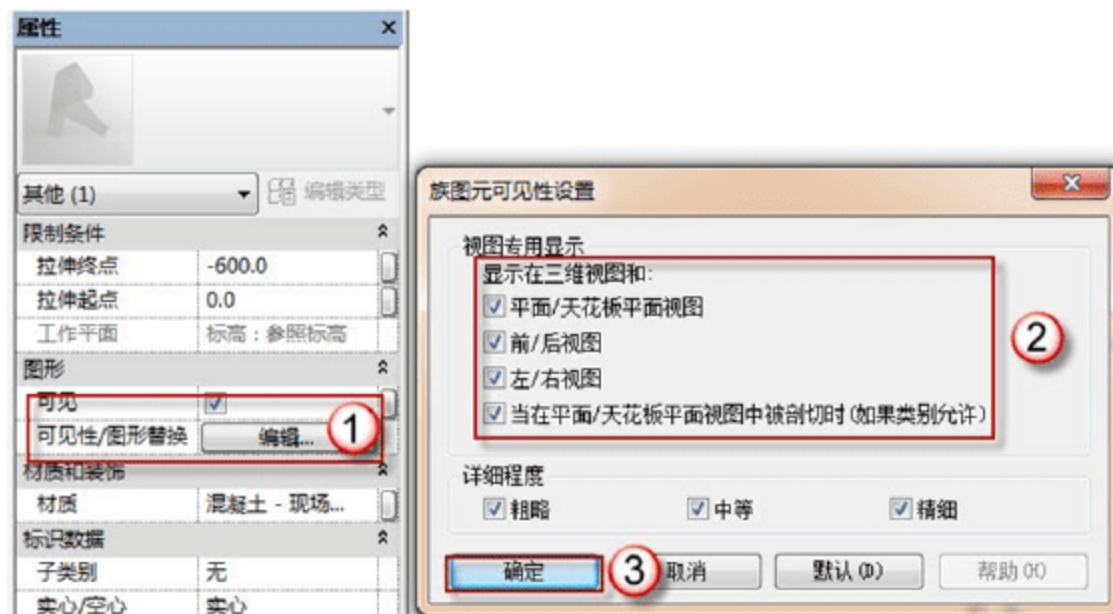 属性
其他 (1)
编辑类型
限制条件
拉伸终点 -600.0
拉伸起点 0.0
工作平面 标高:参照标高
图形
可见
可见性/图形替换 编辑...
1
材质和装饰
材质 混凝土 - 现场...
标识数据
子类别 无
实心/空心 实心
族图元可见性设置
视图专用显示
显示在三维视图和:
平面/天花板平面视图
前/后视图
左/右视图
当在平面/天花板平面视图中被剖切时(如果类别允许)
2
详细程度
粗略 中等 精细
确定 3 取消 默认(D) 帮助(H)